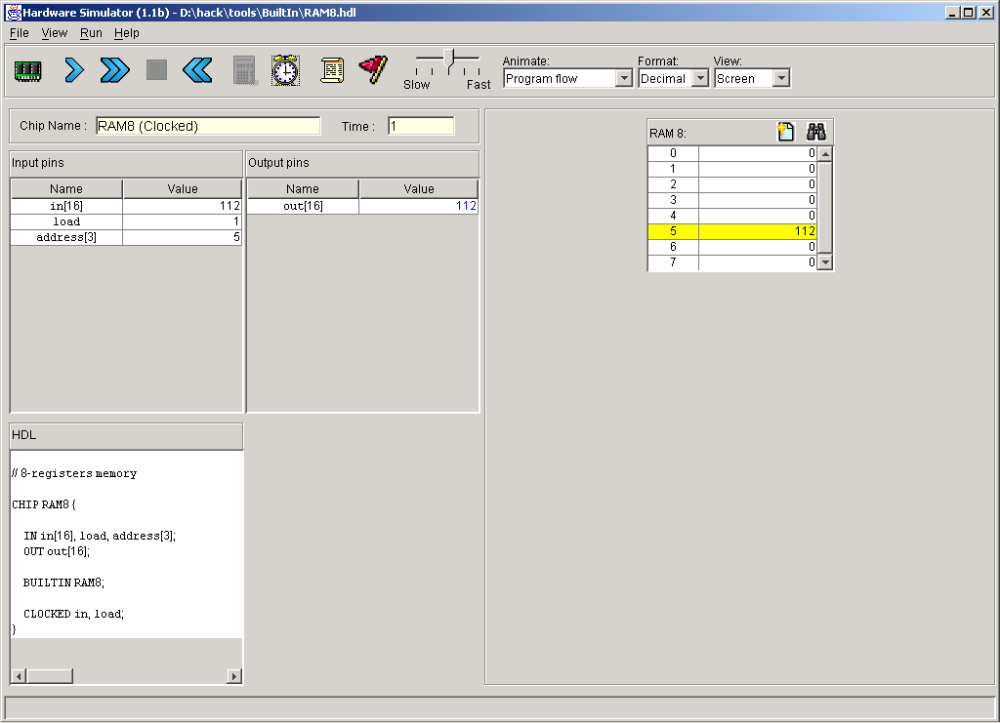 Hardware Simulator (1.1b) - D:\hack\tools\BuiltIn\RAM8.hdl
File View Run Help
Slow Fast
Animate: Format: View:
Program flow Decimal Screen
Chip Name : RAM8 (Clocked) Time : 1
Input pins
Name Value
in[16] 112
load 1
address[3] 5
Output pins
Name Value
out[16] 112
RAM 8:
0 0
1 0
2 0
3 0
4 0
5 112
6 0
7 0
HDL
// 8-registers memory
CHIP RAM8 {
IN in[16], load, address[3];
OUT out[16];
BUILTIN RAM8;
CLOCKED in, load;
}